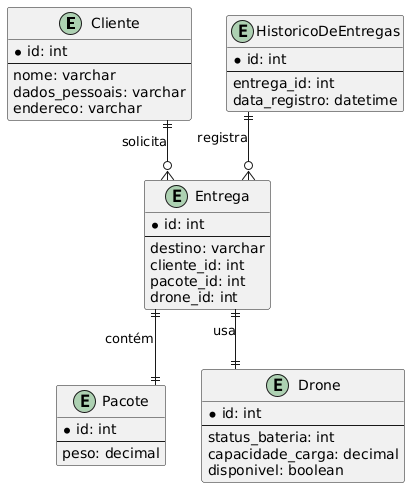 E Cliente
* id: int
nome: varchar
dados_pessoais: varchar
endereco: varchar
E HistoricoDeEntregas
* id: int
entrega_id: int
data_registro: datetime
solicita
registra
E Entrega
* id: int
destino: varchar
cliente_id: int
pacote_id: int
drone_id: int
contém
usa
E Pacote
* id: int
peso: decimal
E Drone
* id: int
status_bateria: int
capacidade_carga: decimal
disponivel: boolean